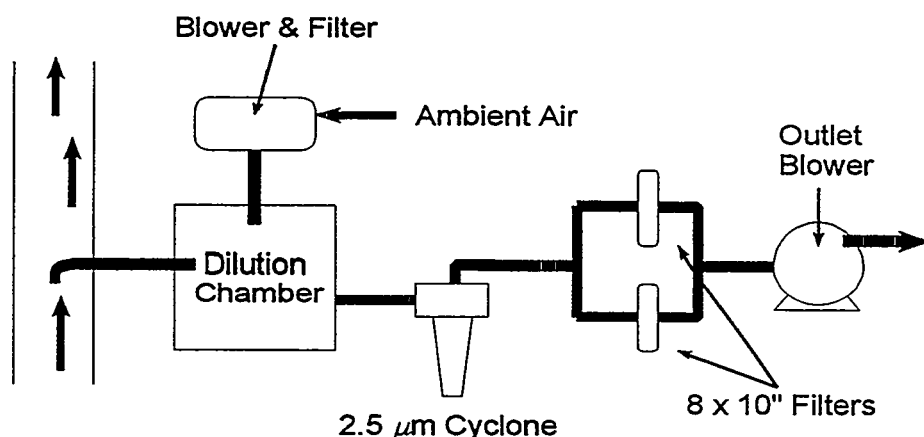 Blower & Filter
Ambient Air
Outlet
Blower
Dilution
Chamber
8 x 10" Filters
2.5 μm Cyclone